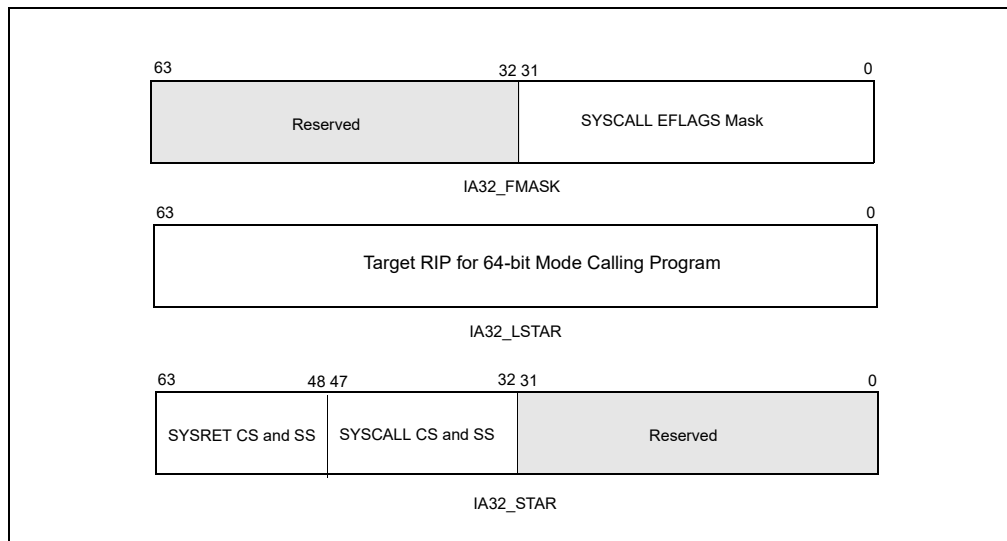 63 32 31 0
Reserved SYSCALL EFLAGS Mask
IA32_FMASK
63 0
Target RIP for 64-bit Mode Calling Program
IA32_LSTAR
63 48 47 32 31 0
SYSRET CS and SS SYSCALL CS and SS Reserved
IA32_STAR